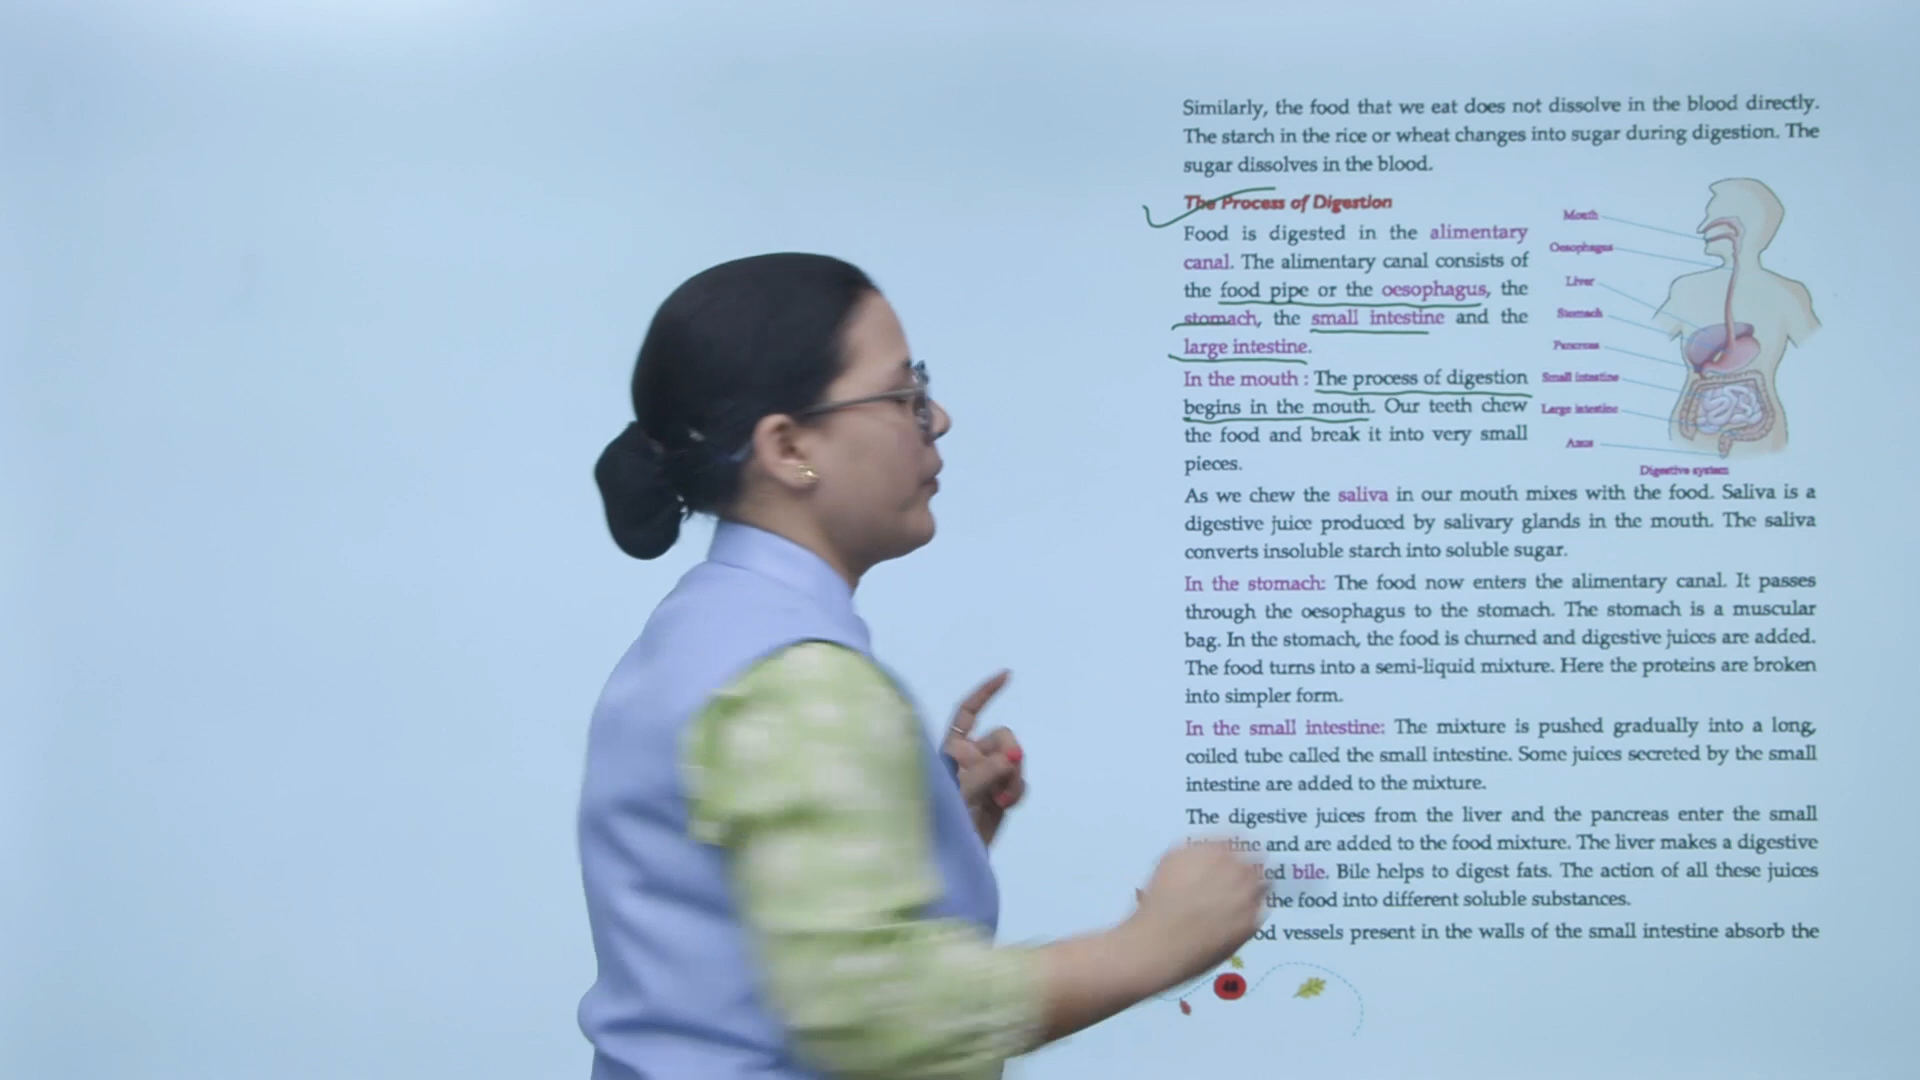 Similarly, the food that we eat does not dissolve in the blood directly.
The starch in the rice or wheat changes into sugar during digestion. The
sugar dissolves in the blood.
The Process of Digestion
Food is digested in the alimentary
canal. The alimentary canal consists of
the food pipe or the oesophagus, the
stomach, the small intestine and the
large intestine.
In the mouth : The process of digestion
begins in the mouth. Our teeth chew
the food and break it into very small
pieces.
Mouth
Oesophagus
Liver
Stomach
Pancreas
Small intestine
Large intestine
Anus
Digestive system
As we chew the saliva in our mouth mixes with the food. Saliva is a
digestive juice produced by salivary glands in the mouth. The saliva
converts insoluble starch into soluble sugar.
In the stomach: The food now enters the alimentary canal. It passes
through the oesophagus to the stomach. The stomach is a muscular
bag. In the stomach, the food is churned and digestive juices are added.
The food turns into a semi-liquid mixture. Here the proteins are broken
into simpler form.
In the small intestine: The mixture is pushed gradually into a long,
coiled tube called the small intestine. Some juices secreted by the small
intestine are added to the mixture.
The digestive juices from the liver and the pancreas enter the small
and are added to the food mixture. The liver makes a digestive
bile. Bile helps to digest fats. The action of all these juices
the food into different soluble substances.
vessels present in the walls of the small intestine absorb the